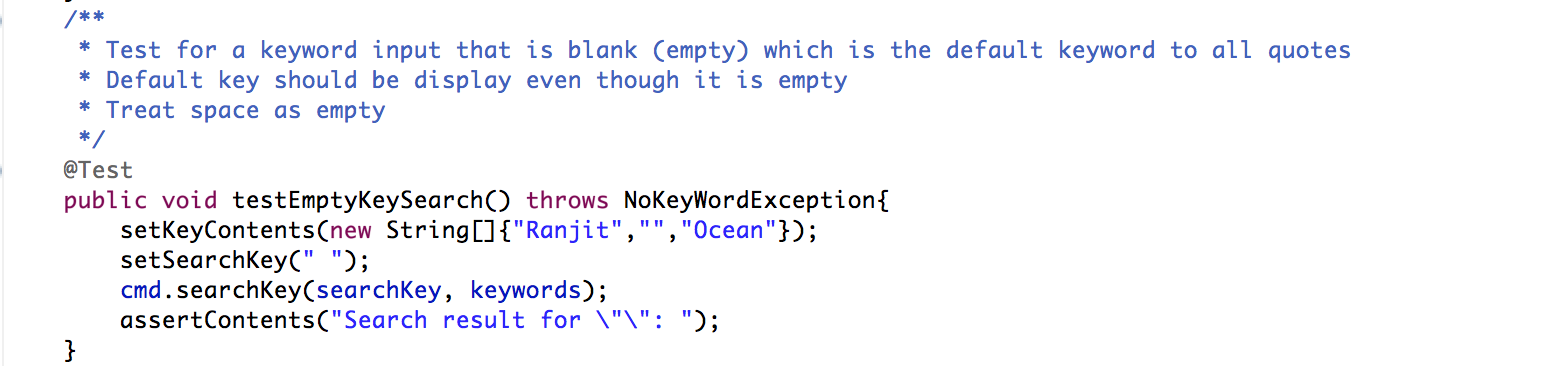 /**
 * Test for a keyword input that is blank (empty) which is the default keyword to all quotes
 * Default key should be display even though it is empty
 * Treat space as empty
 */
@Test
public void testEmptyKeySearch() throws NoKeyWordException{
    setKeyContents(new String[]{"Ranjit","","Ocean"});
    setSearchKey(" ");
    cmd.searchKey(searchKey, keywords);
    assertContents("Search result for \"\": ");
}